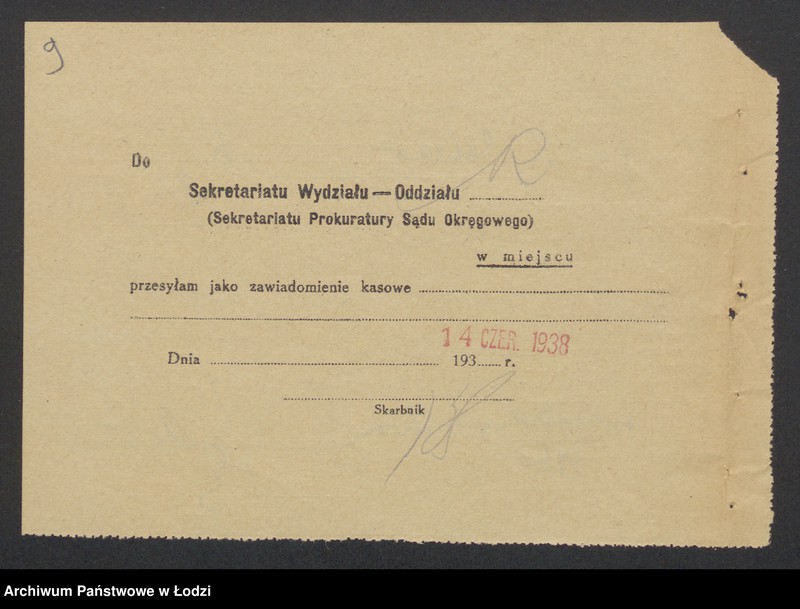 9
Do
R
Sekretariatu Wydziału — Oddziału ............
(Sekretariatu Prokuratury Sądu Okręgowego)
w miejscu
przesyłam jako zawiadomienie kasowe ............
14 CZER. 1938
Dnia ............ 193...... r.
Skarbnik
Archiwum Państwowe w Łodzi